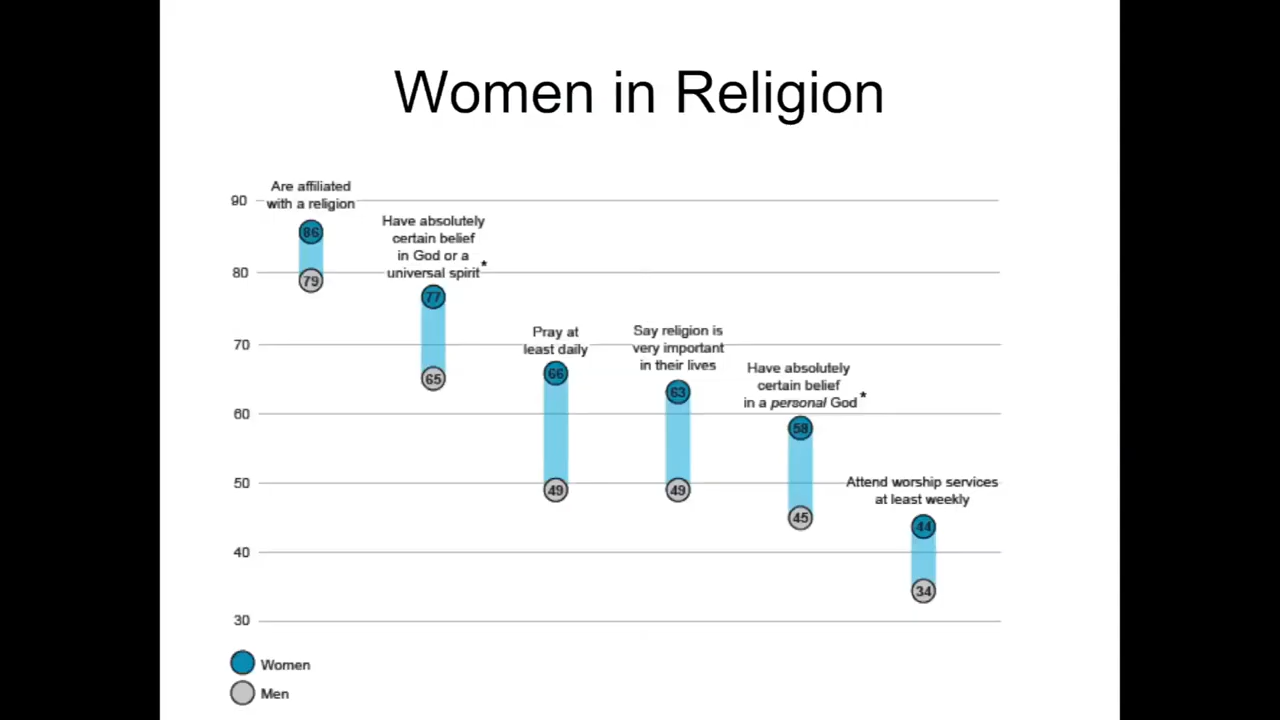 Women in Religion
Are affiliated
with a religion
90
86
79
Have absolutely
certain belief
in God or a
universal spirit*
80
77
65
Pray at
least daily
70
66
49
Say religion is
very important
in their lives
63
49
Have absolutely
certain belief
in a personal God*
60
58
45
50
Attend worship services
at least weekly
44
34
40
30
Women
Men